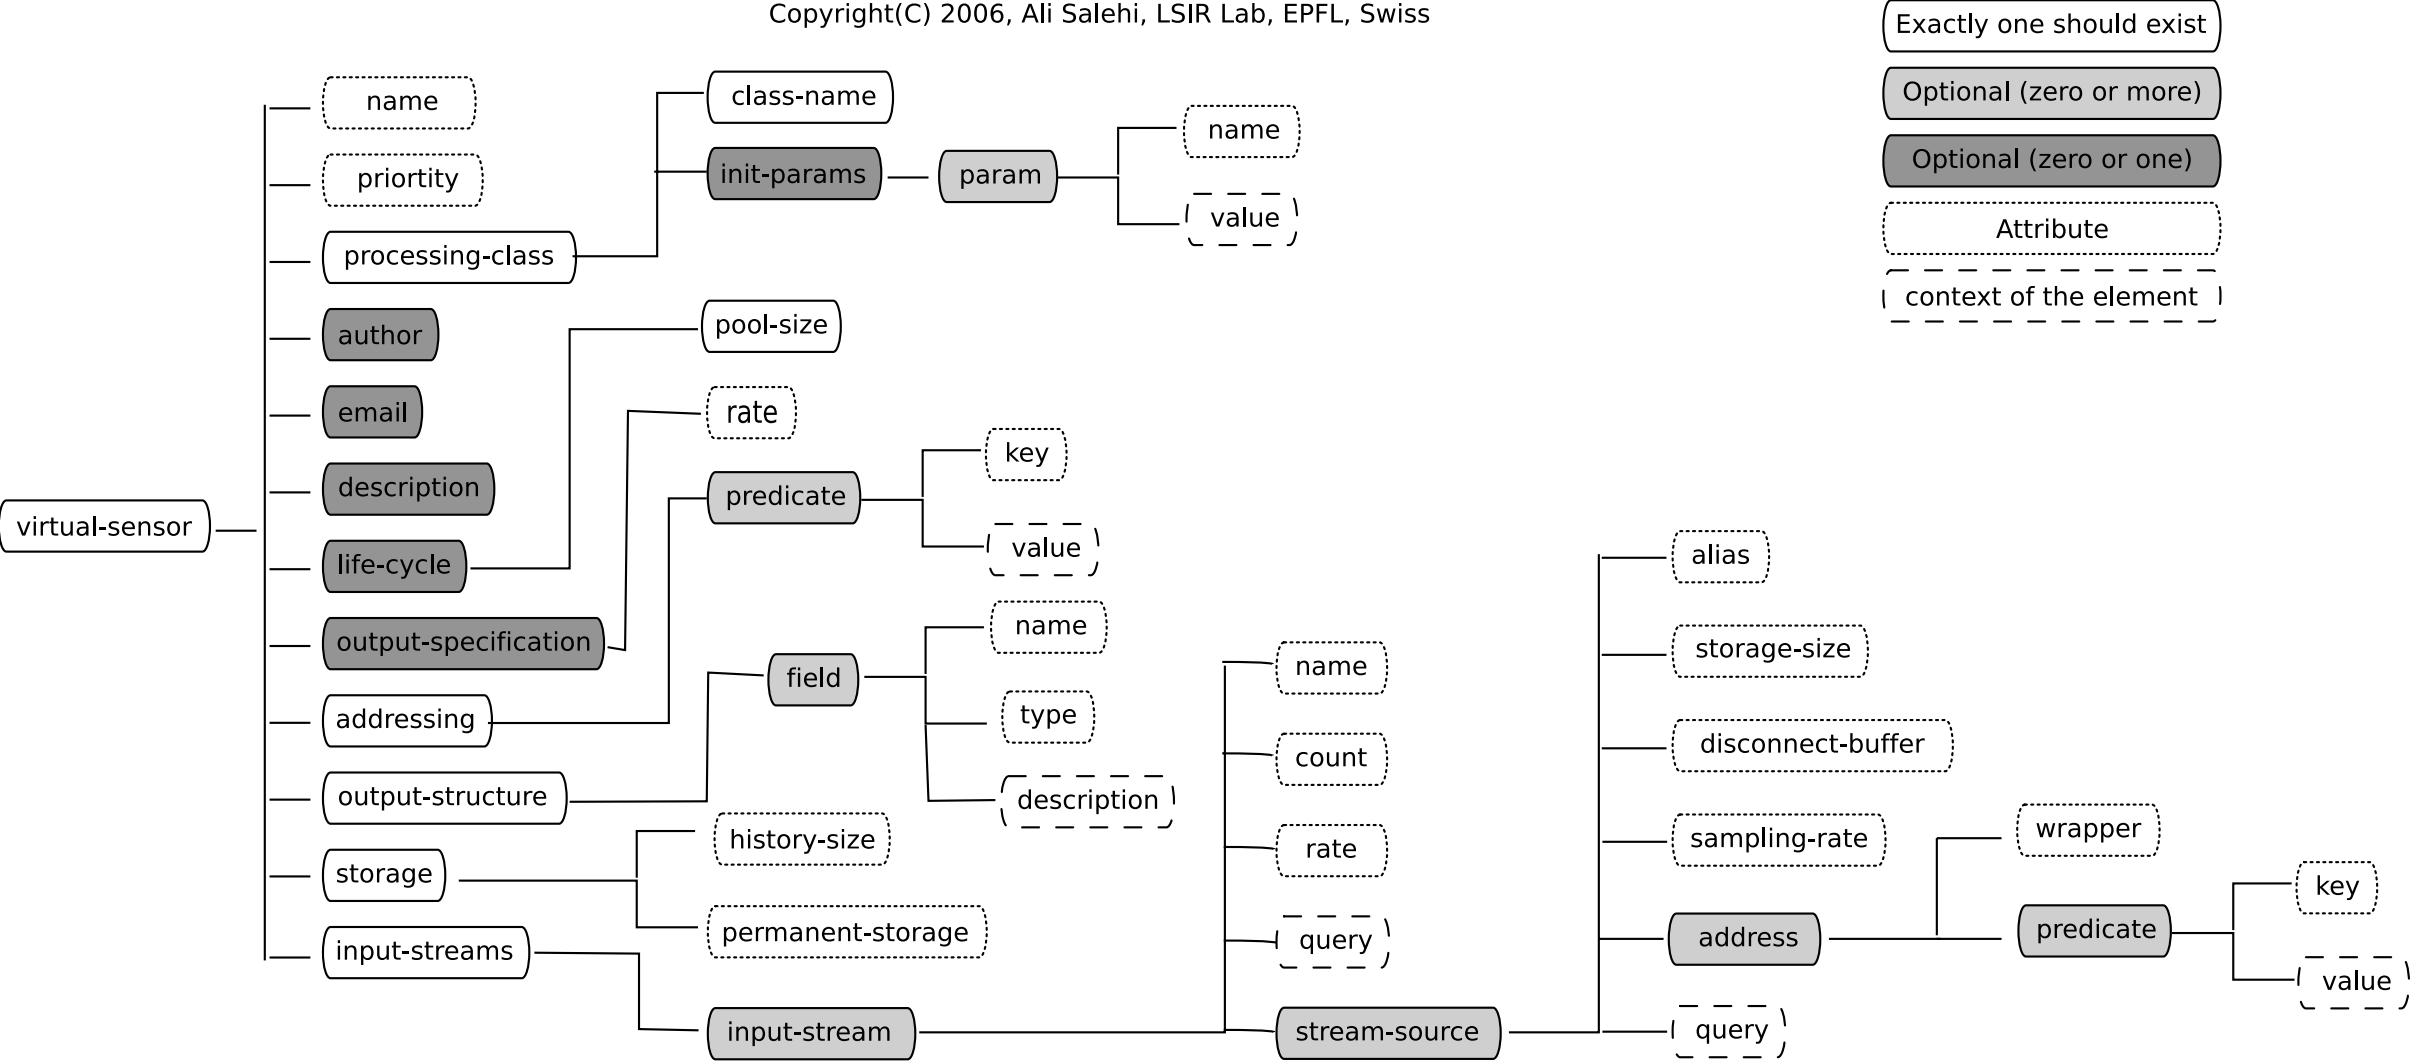 Copyright(C) 2006, Ali Salehi, LSIR Lab, EPFL, Swiss
Exactly one should exist
Optional (zero or more)
Optional (zero or one)
Attribute
context of the element
virtual-sensor
name
priortity
processing-class
author
email
description
life-cycle
output-specification
addressing
output-structure
storage
input-streams
class-name
init-params
param
name
value
pool-size
rate
predicate
key
value
field
name
type
description
history-size
permanent-storage
input-stream
name
count
rate
query
stream-source
alias
storage-size
disconnect-buffer
sampling-rate
address
query
wrapper
predicate
key
value